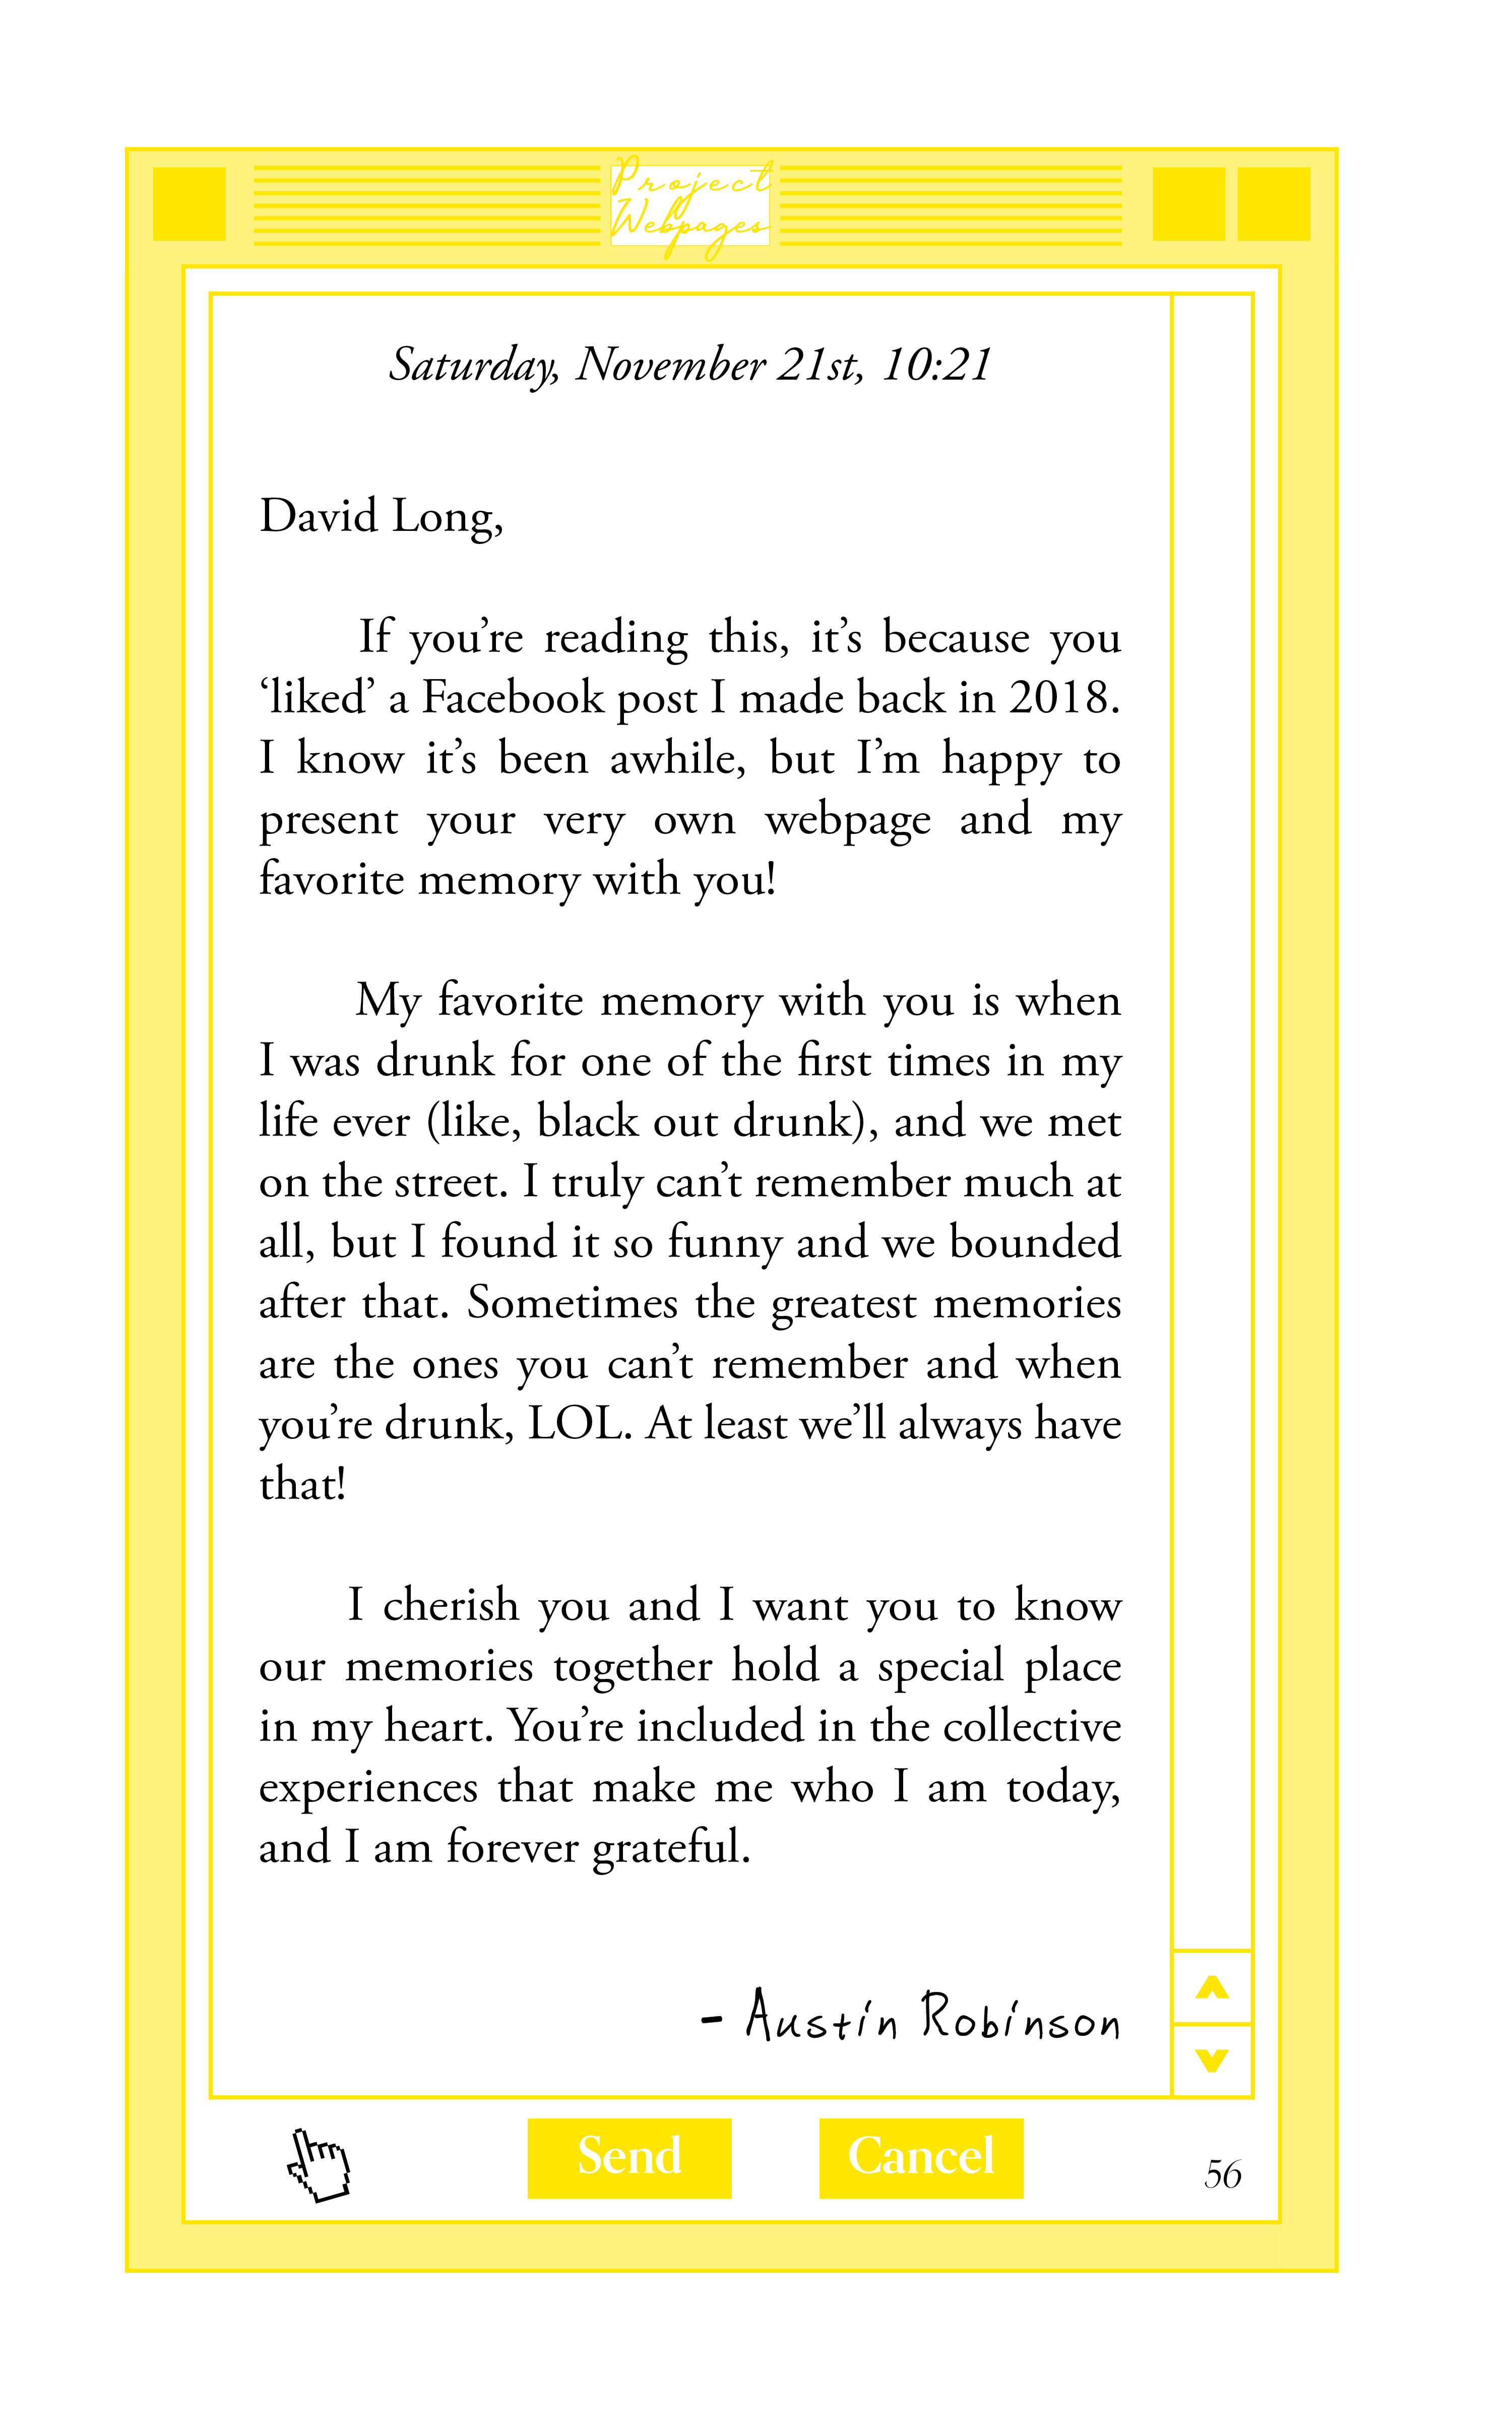 Project
Webpages
Saturday, November 21st, 10:21
David Long,
If you’re reading this, it’s because you
‘liked’ a Facebook post I made back in 2018.
I know it’s been awhile, but I’m happy to
present your very own webpage and my
favorite memory with you!
My favorite memory with you is when
I was drunk for one of the first times in my
life ever (like, black out drunk), and we met
on the street. I truly can’t remember much at
all, but I found it so funny and we bounded
after that. Sometimes the greatest memories
are the ones you can’t remember and when
you’re drunk, LOL. At least we’ll always have
that!
I cherish you and I want you to know
our memories together hold a special place
in my heart. You’re included in the collective
experiences that make me who I am today,
and I am forever grateful.
- Austin Robinson
Send Cancel
56